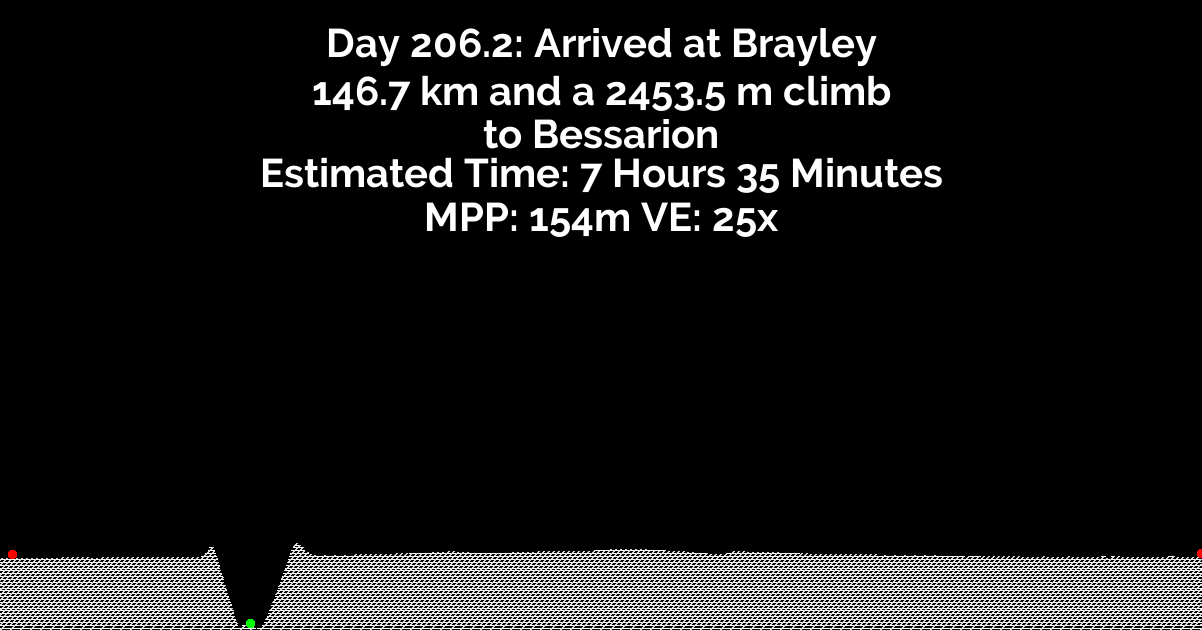 Day 206.2: Arrived at Brayley
146.7 km and a 2453.5 m climb
to Bessarion
Estimated Time: 7 Hours 35 Minutes
MPP: 154m VE: 25x